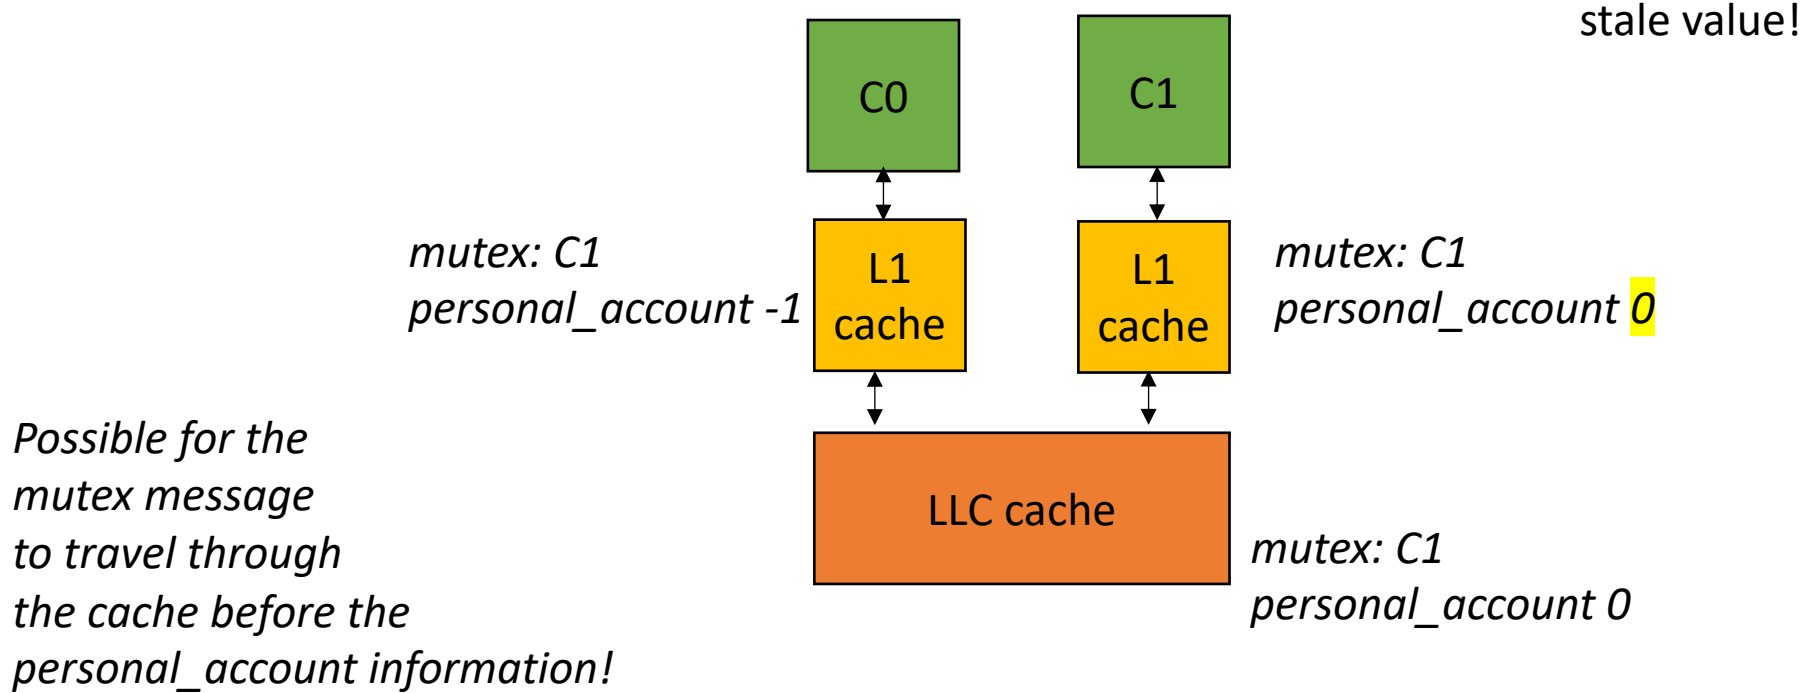 stale value!
C0
C1
mutex: C1
personal_account -1
L1
cache
L1
cache
mutex: C1
personal_account 0
Possible for the
mutex message
to travel through
the cache before the
personal_account information!
LLC cache
mutex: C1
personal_account 0